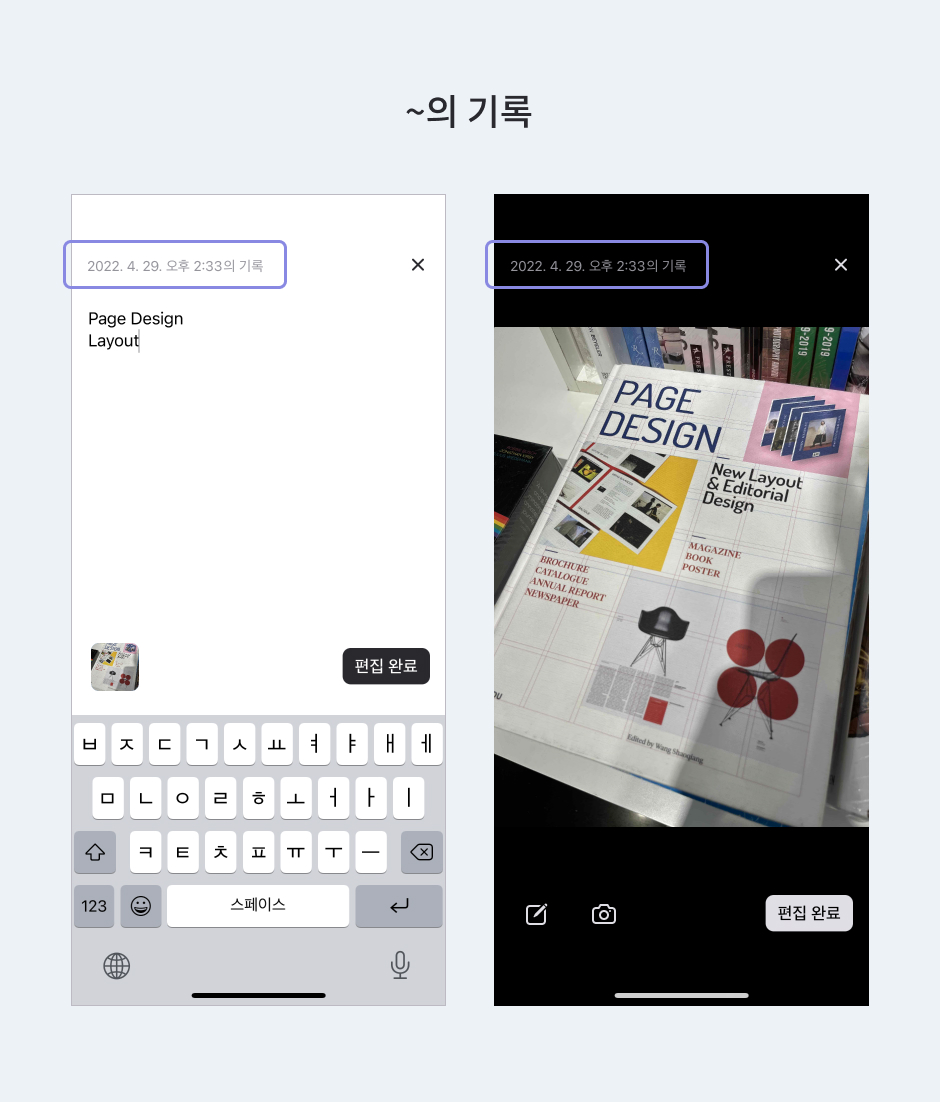 ~의 기록
2022. 4. 29. 오후 2:33의 기록
Page Design
Layout
편집 완료
ㅂ ㅈ ㄷ ㄱ ㅅ ㅛ ㅕ ㅑ ㅐ ㅔ
ㅁ ㄴ ㅇ ㄹ ㅎ ㅗ ㅓ ㅏ ㅣ
ㅋ ㅌ ㅊ ㅍ ㅠ ㅜ ㅡ
123 스페이스
2022. 4. 29. 오후 2:33의 기록
PAGE
DESIGN
New Layout
& Editorial
Design
MAGAZINE
BOOK
POSTER
BROCHURE
CATALOGUE
ANNUAL REPORT
NEWSPAPER
Edited by Wang Shaoqiang
편집 완료